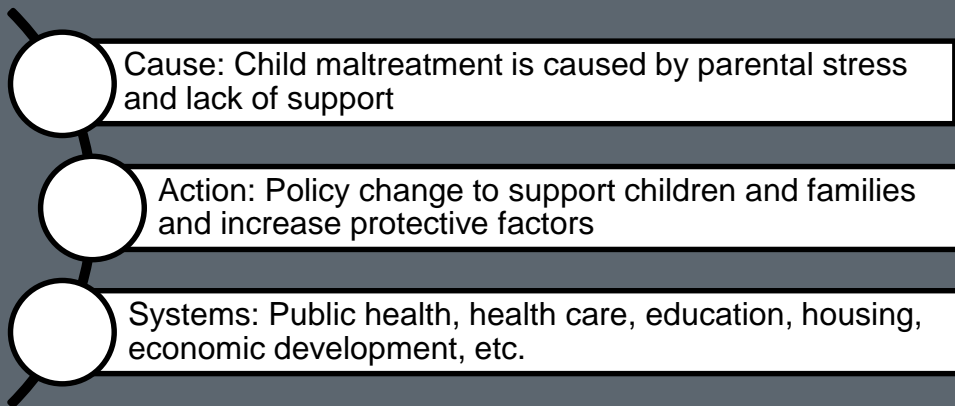 Cause: Child maltreatment is caused by parental stress
and lack of support
Action: Policy change to support children and families
and increase protective factors
Systems: Public health, health care, education, housing,
economic development, etc.